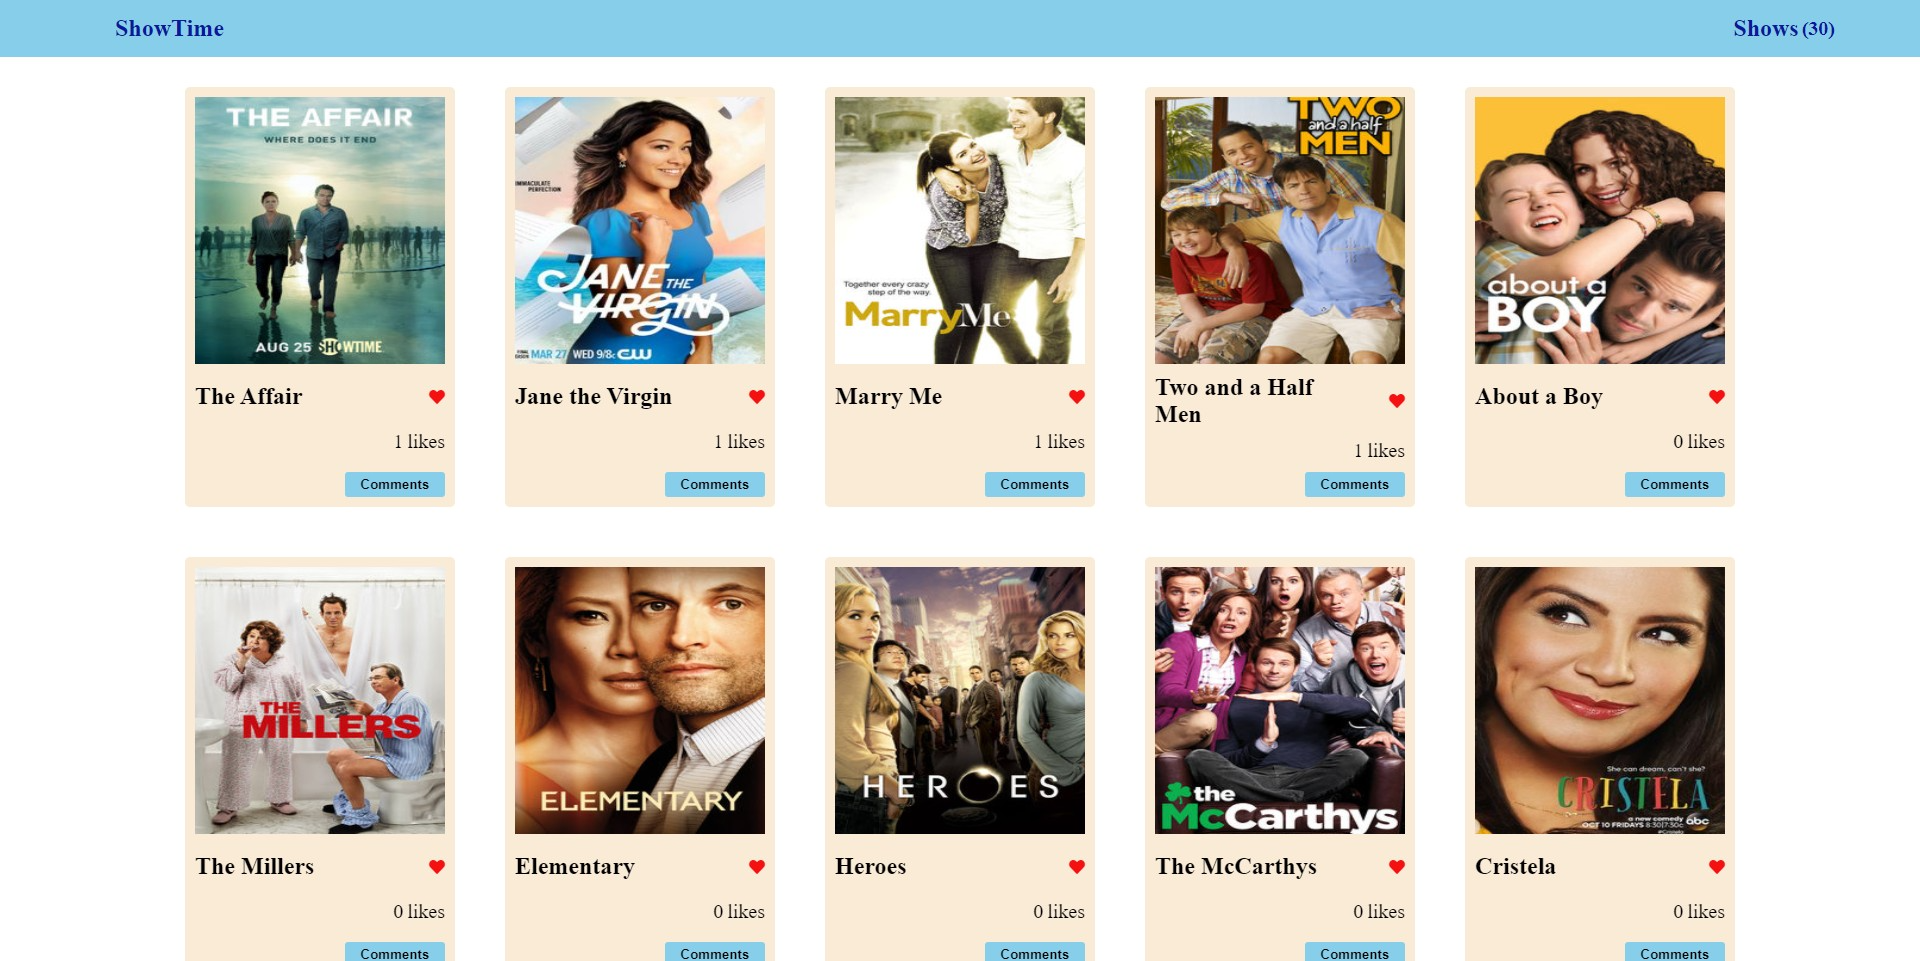 ShowTime
Shows (30)
THE AFFAIR
WHERE DOES IT END
AUG 25 SHOWTIME
The Affair
1 likes
Comments
IMMACULATE
PERFECTION
JANE THE
VIRGIN
FINAL
SEASON MAR 27 WED 9/8c CW
Jane the Virgin
1 likes
Comments
Together every crazy
step of the way.
MarryMe
Marry Me
1 likes
Comments
TWO
and a half
MEN
Two and a Half
Men
1 likes
Comments
about a
BOY
About a Boy
0 likes
Comments
THE
MILLERS
The Millers
0 likes
Comments
ELEMENTARY
Elementary
0 likes
Comments
HEROES
Heroes
0 likes
Comments
the
McCarthys
The McCarthys
0 likes
Comments
She can dream, can't she?
CRISTELA
a new comedy abc
OCT 10 FRIDAYS 8:30|7:30c
#Cristela
Cristela
0 likes
Comments